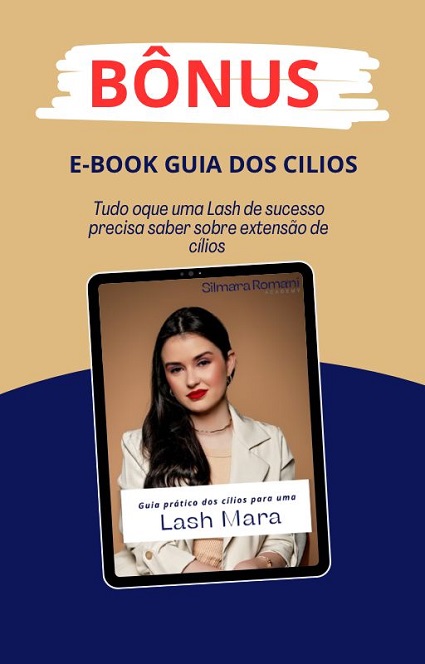 BÔNUS
E-BOOK GUIA DOS CILIOS
Tudo oque uma Lash de sucesso
precisa saber sobre extensão de
cílios
Silmara Romani
Guia prático dos cílios para uma
Lash Mara